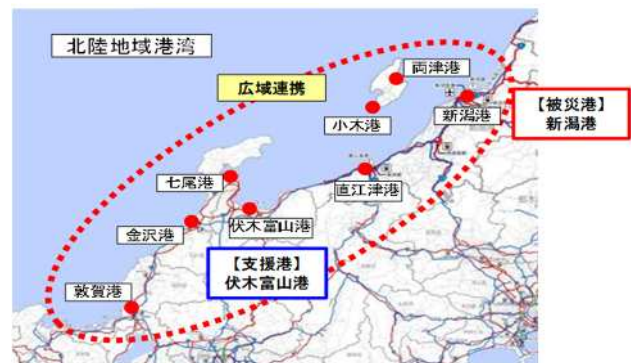 北陸地域港湾
広域連携
両津港
小木港
新潟港
【被災港】
新潟港
七尾港
直江津港
伏木富山港
金沢港
【支援港】
伏木富山港
敦賀港